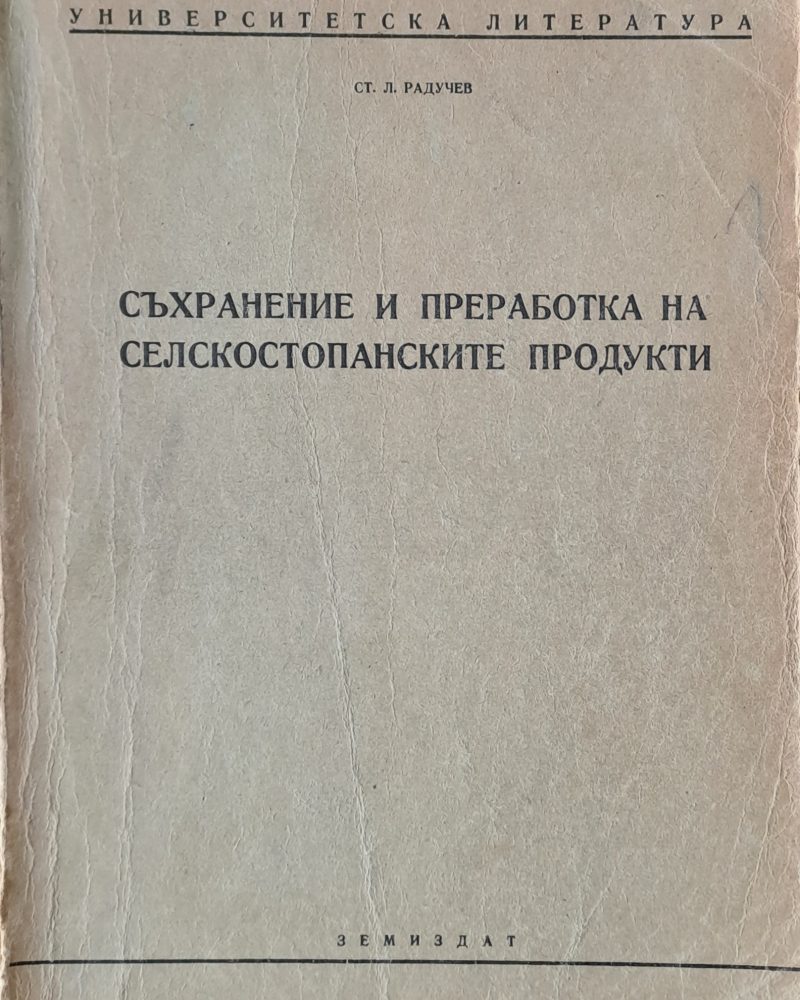 УНИВЕРСИТЕТСКА ЛИТЕРАТУРА
СТ. Л. РАДУЧЕВ
СЪХРАНЕНИЕ И ПРЕРАБОТКА НА
СЕЛСКОСТОПАНСКИТЕ ПРОДУКТИ
ЗЕМИЗДАТ